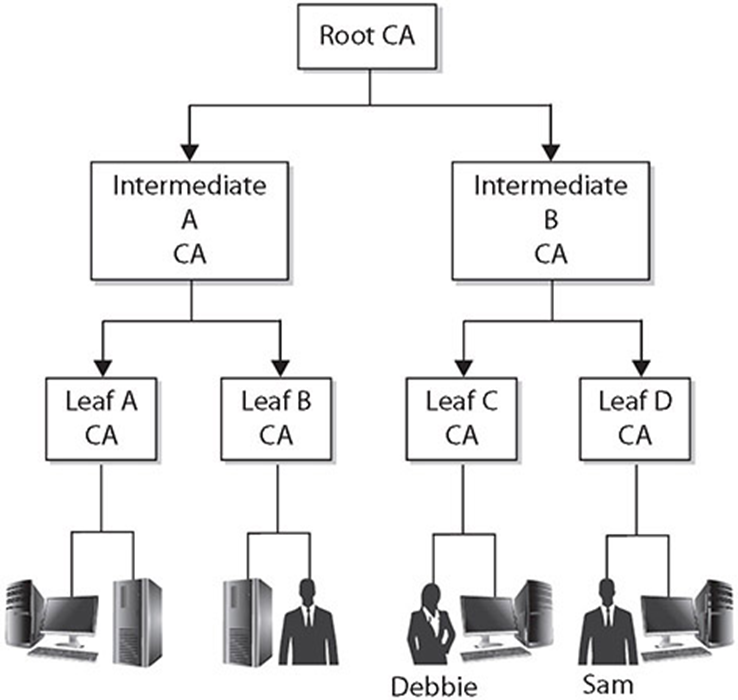 Root CA
Intermediate
A
CA
Intermediate
B
CA
Leaf A
CA
Leaf B
CA
Leaf C
CA
Leaf D
CA
Debbie
Sam